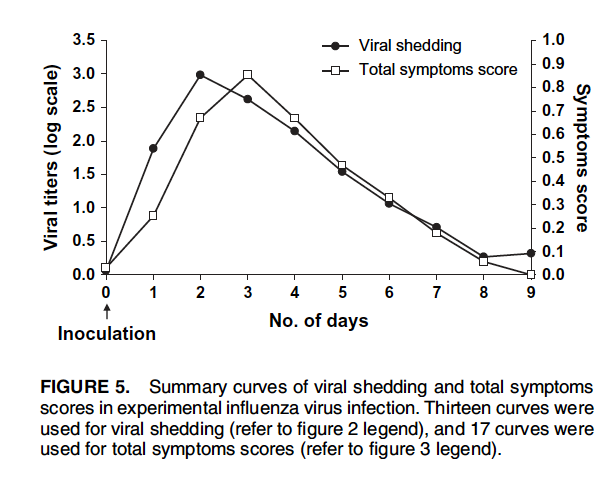 3.5
3.0
2.5
2.0
1.5
1.0
0.5
0.0
Viral titers (log scale)
Viral shedding
Total symptoms score
1.0
0.9
0.8
0.7
0.6
0.5
0.4
0.3
0.2
0.1
0.0
Symptoms score
0 1 2 3 4 5 6 7 8 9
No. of days
Inoculation
FIGURE 5. Summary curves of viral shedding and total symptoms
scores in experimental influenza virus infection. Thirteen curves were
used for viral shedding (refer to figure 2 legend), and 17 curves were
used for total symptoms scores (refer to figure 3 legend).